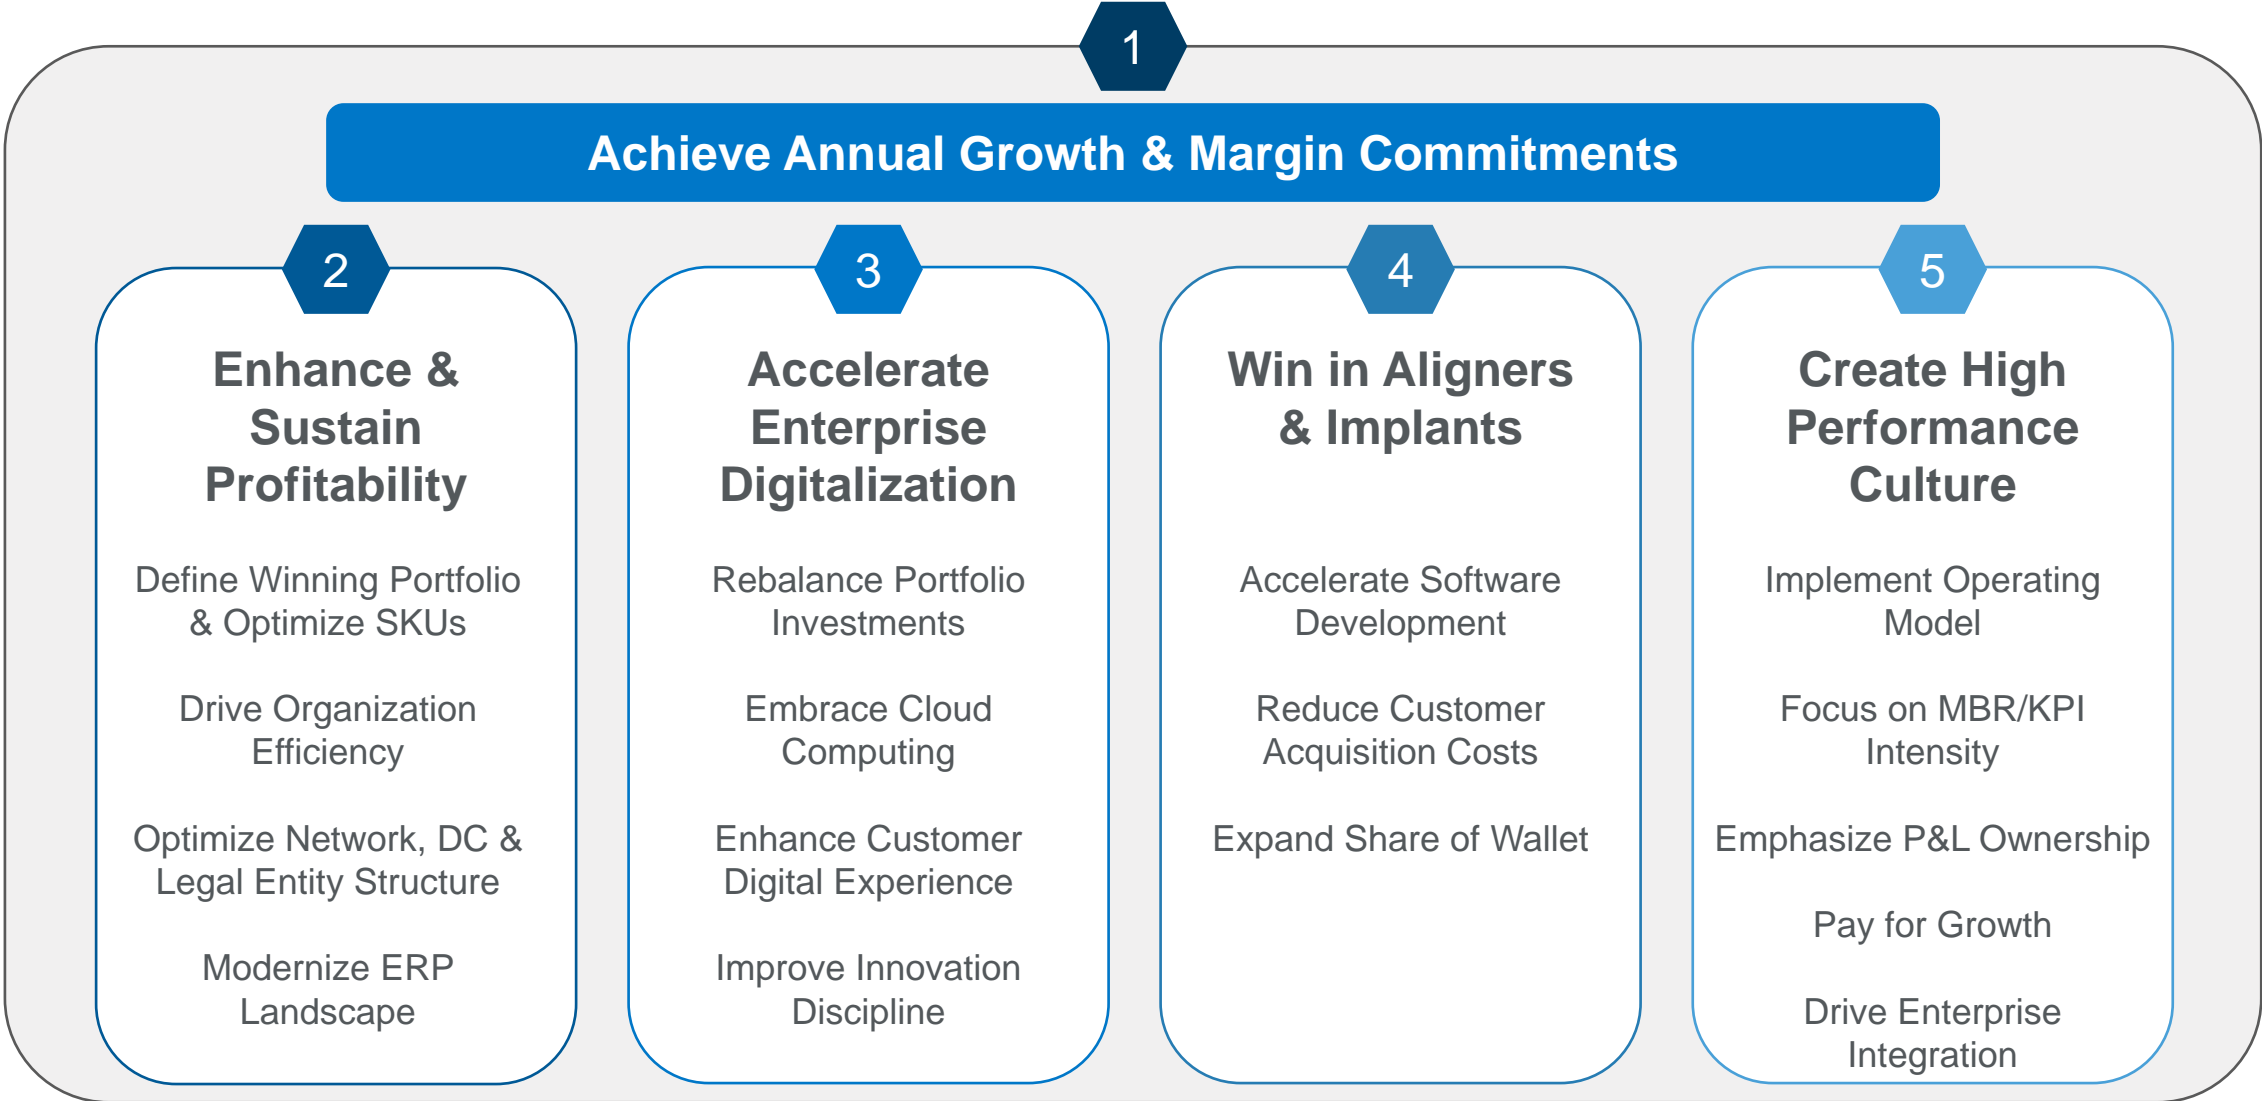 1
Achieve Annual Growth & Margin Commitments
2
Enhance &
Sustain
Profitability
Define Winning Portfolio
& Optimize SKUs
Drive Organization
Efficiency
Optimize Network, DC &
Legal Entity Structure
Modernize ERP
Landscape
3
Accelerate
Enterprise
Digitalization
Rebalance Portfolio
Investments
Embrace Cloud
Computing
Enhance Customer
Digital Experience
Improve Innovation
Discipline
4
Win in Aligners
& Implants
Accelerate Software
Development
Reduce Customer
Acquisition Costs
Expand Share of Wallet
5
Create High
Performance
Culture
Implement Operating
Model
Focus on MBR/KPI
Intensity
Emphasize P&L Ownership
Pay for Growth
Drive Enterprise
Integration